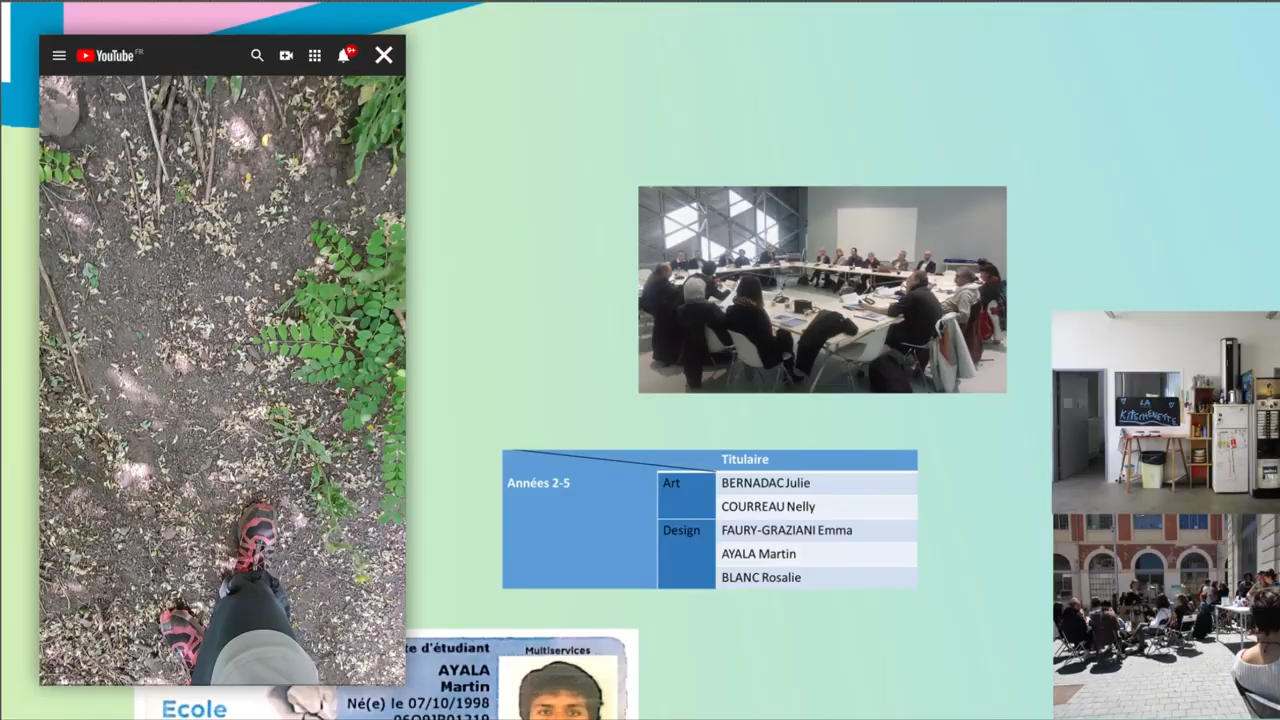 YouTube FR
9+
LA
KITSCHENETTE
Titulaire
Années 2-5
Art
BERNADAC Julie
COURREAU Nelly
Design
FAURY-GRAZIANI Emma
AYALA Martin
BLANC Rosalie
te d'étudiant
Multiservices
AYALA
Martin
Né(e) le 07/10/1998
Ecole